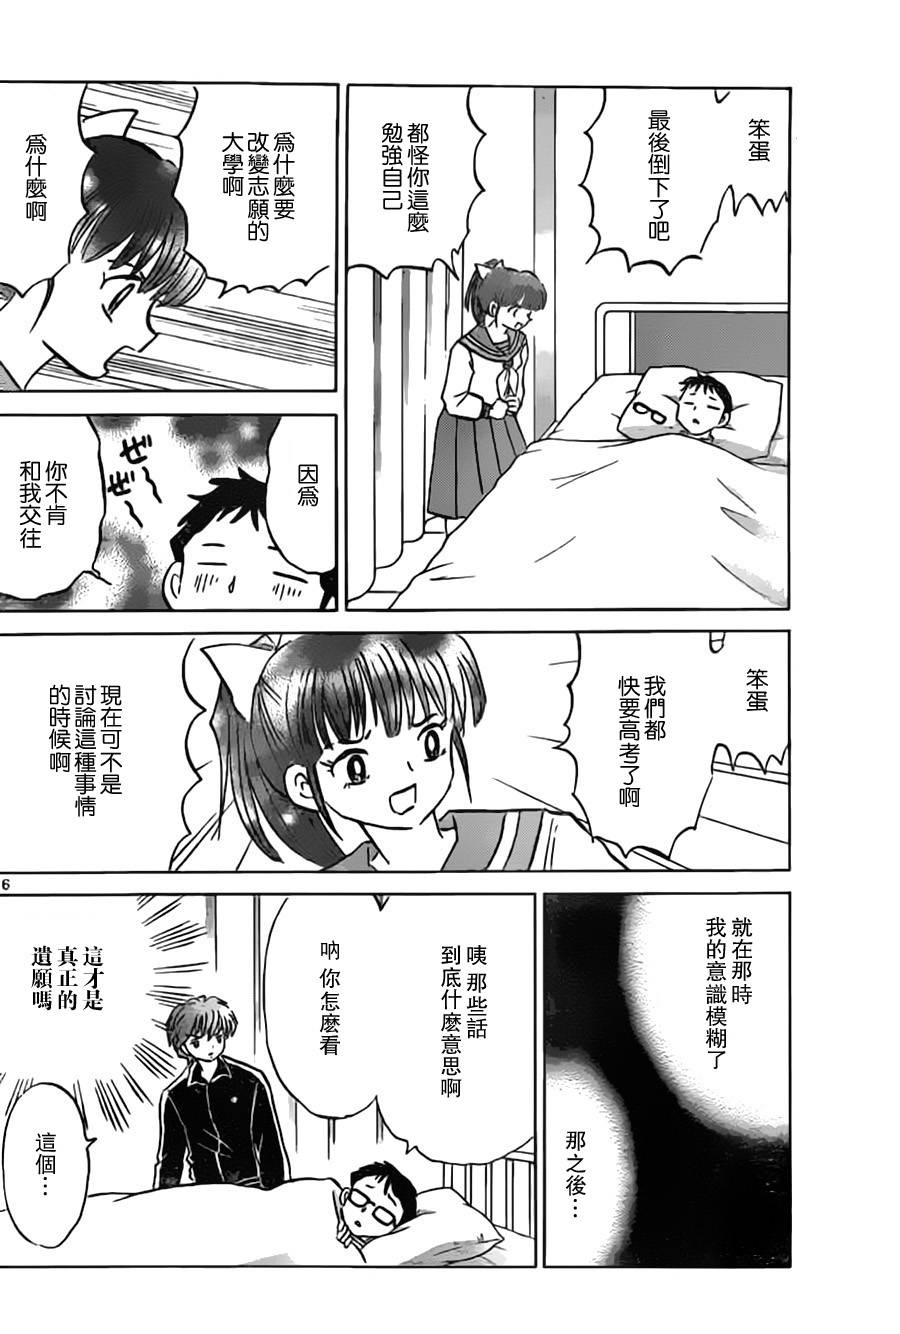 笨蛋
最後倒下了吧
都怪你這麼
勉強自己
爲什麼要
改變志願的
大學啊
爲什麼啊
因爲
你不肯
和我交往
笨蛋
我們都
快要高考了啊
現在可不是
討論這種事情
的時候啊
就在那時
我的意識模糊了
那之後…
咦 那些話
到底什麼意思啊
吶 你怎麼看
這才是
真正的
遺願嗎
這個…
6